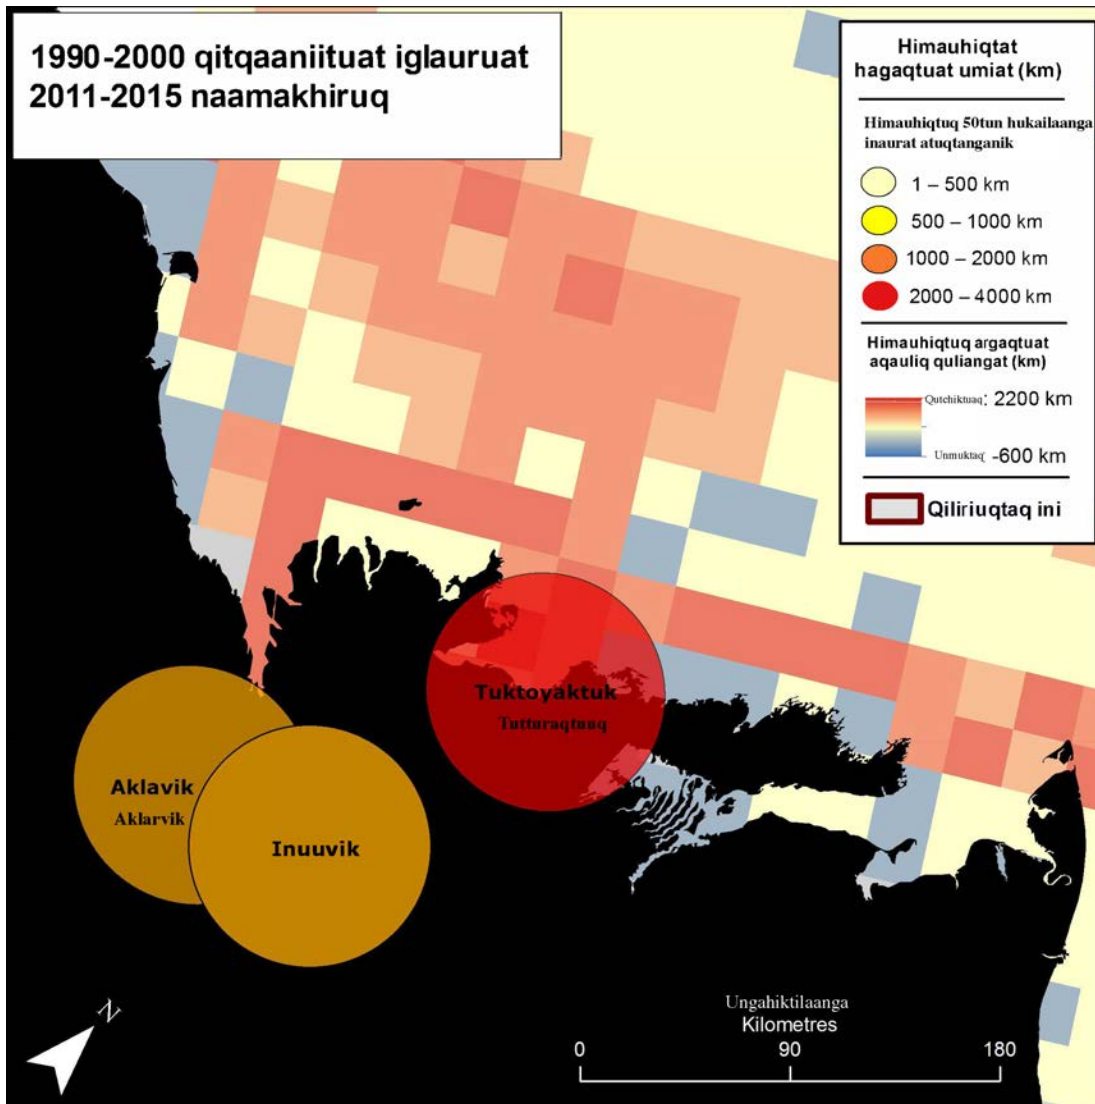 1990-2000 qitqaaniituat iglauruat
2011-2015 naamakhiruq
Himauhiqtat
hagaqtuat umiat (km)
Himauhiqtuq 50tun hukailaanga
inaurat atuqtanganik
1 – 500 km
500 – 1000 km
1000 – 2000 km
2000 – 4000 km
Himauhiqtuq argaqtuat
aqauliq quliangat (km)
Qutchiktuaq: 2200 km
Unmuktaq: -600 km
Qiliriuqtaq ini
Tuktoyaktuk
Tutturaqtuuq
Aklavik
Aklarvik
Inuuvik
N
Ungahiktilaanga
Kilometres
0 90 180